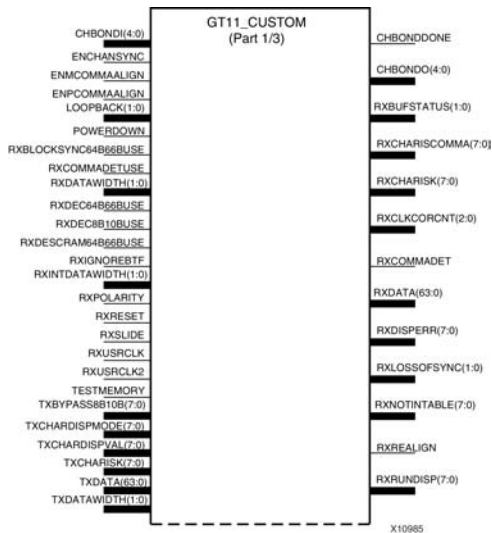 GT11_CUSTOM
(Part 1/3)
CHBONDI(4:0)
ENCHANSYNC
ENMCOMMAALIGN
ENPCOMMAALIGN
LOOPBACK(1:0)
POWERDOWN
RXBLOCKSYNC64B66BUSE
RXCOMMADETUSE
RXDATAWIDTH(1:0)
RXDEC64B66BUSE
RXDEC8B10BUSE
RXDESCRAM64B66BUSE
RXIGNOREBTF
RXINTDATAWIDTH(1:0)
RXPOLARITY
RXRESET
RXSLIDE
RXUSRCLK
RXUSRCLK2
TESTMEMORY
TXBYPASS8B10B(7:0)
TXCHARDISPMODE(7:0)
TXCHARDISPVAL(7:0)
TXCHARISK(7:0)
TXDATA(63:0)
TXDATAWIDTH(1:0)
CHBONDDONE
CHBONDO(4:0)
RXBUFSTATUS(1:0)
RXCHARISCOMMA(7:0)
RXCHARISK(7:0)
RXCLKCORCNT(2:0)
RXCOMMADET
RXDATA(63:0)
RXDISPERR(7:0)
RXLOSSOFSYNC(1:0)
RXNOTINTABLE(7:0)
RXREALIGN
RXRUNDISP(7:0)
X10985